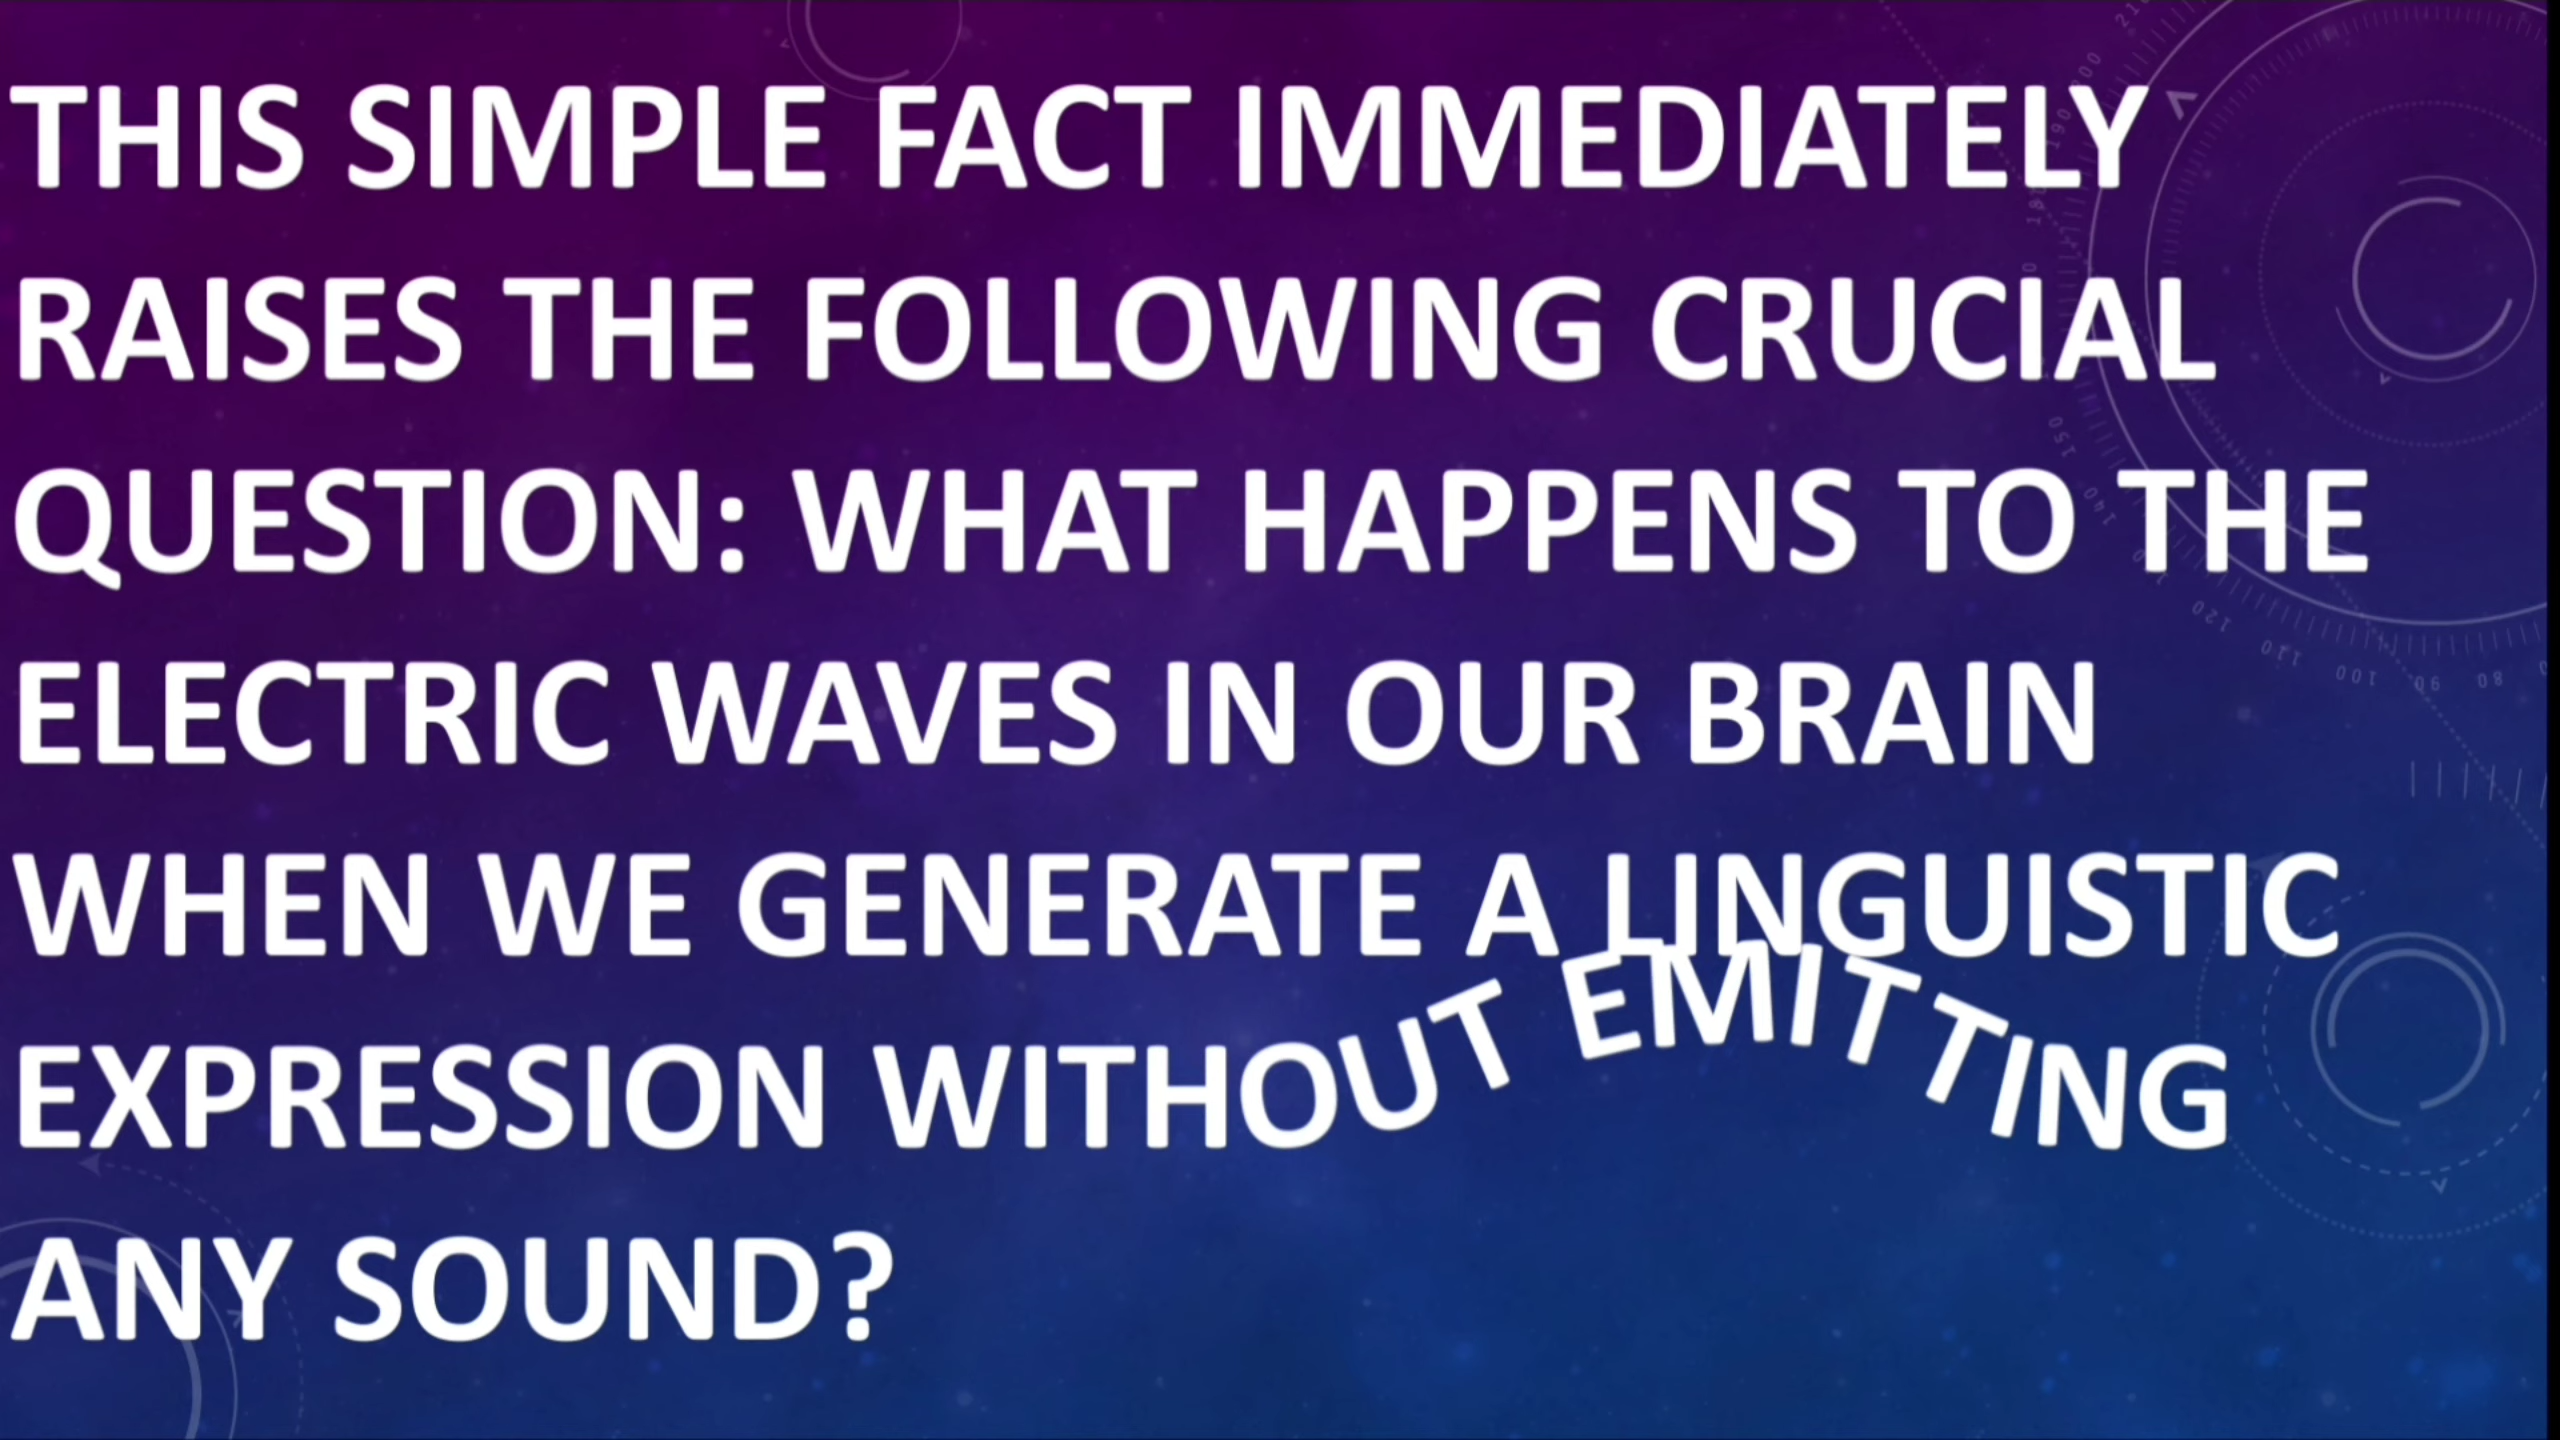 THIS SIMPLE FACT IMMEDIATELY
RAISES THE FOLLOWING CRUCIAL
QUESTION: WHAT HAPPENS TO THE
ELECTRIC WAVES IN OUR BRAIN
WHEN WE GENERATE A LINGUISTIC
EXPRESSION WITHOUT EMITTING
ANY SOUND?